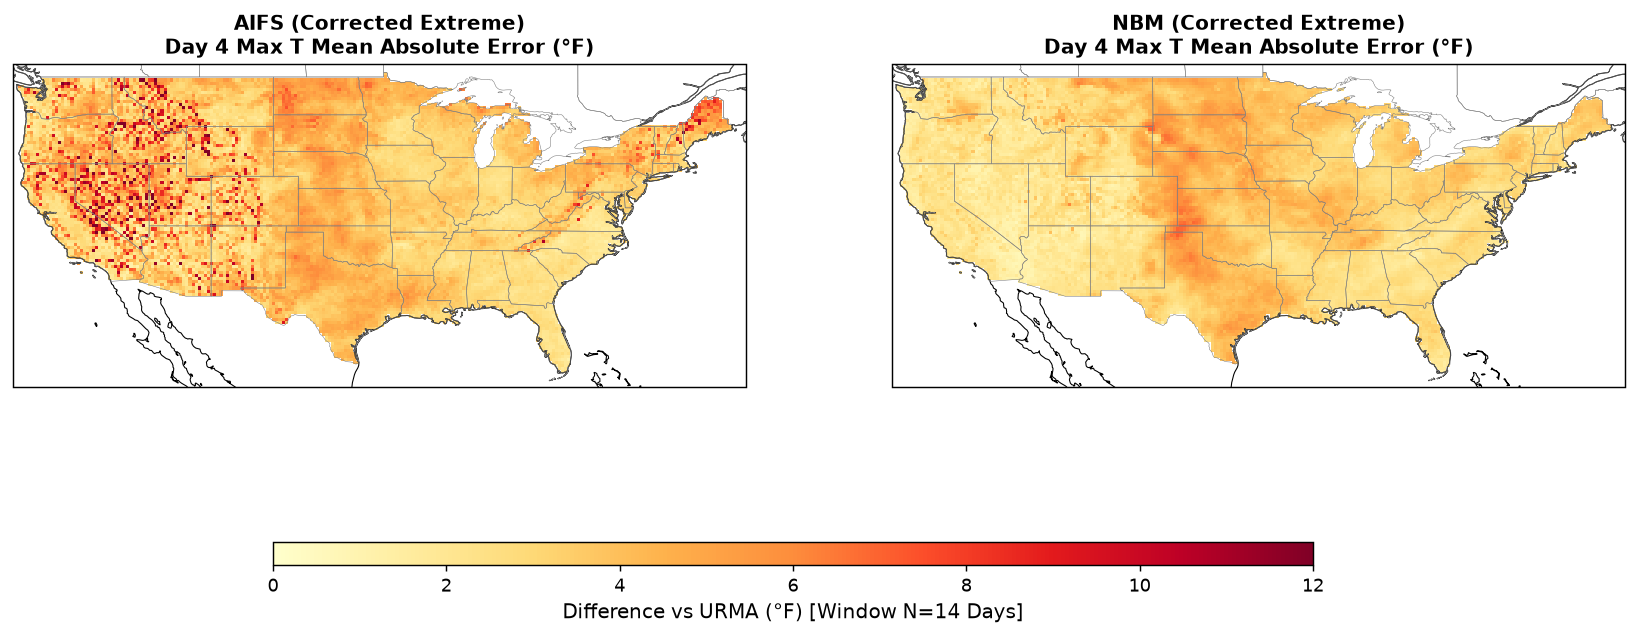 AIFS (Corrected Extreme)
Day 4 Max T Mean Absolute Error (°F)
NBM (Corrected Extreme)
Day 4 Max T Mean Absolute Error (°F)
0 2 4 6 8 10 12
Difference vs URMA (°F) [Window N=14 Days]